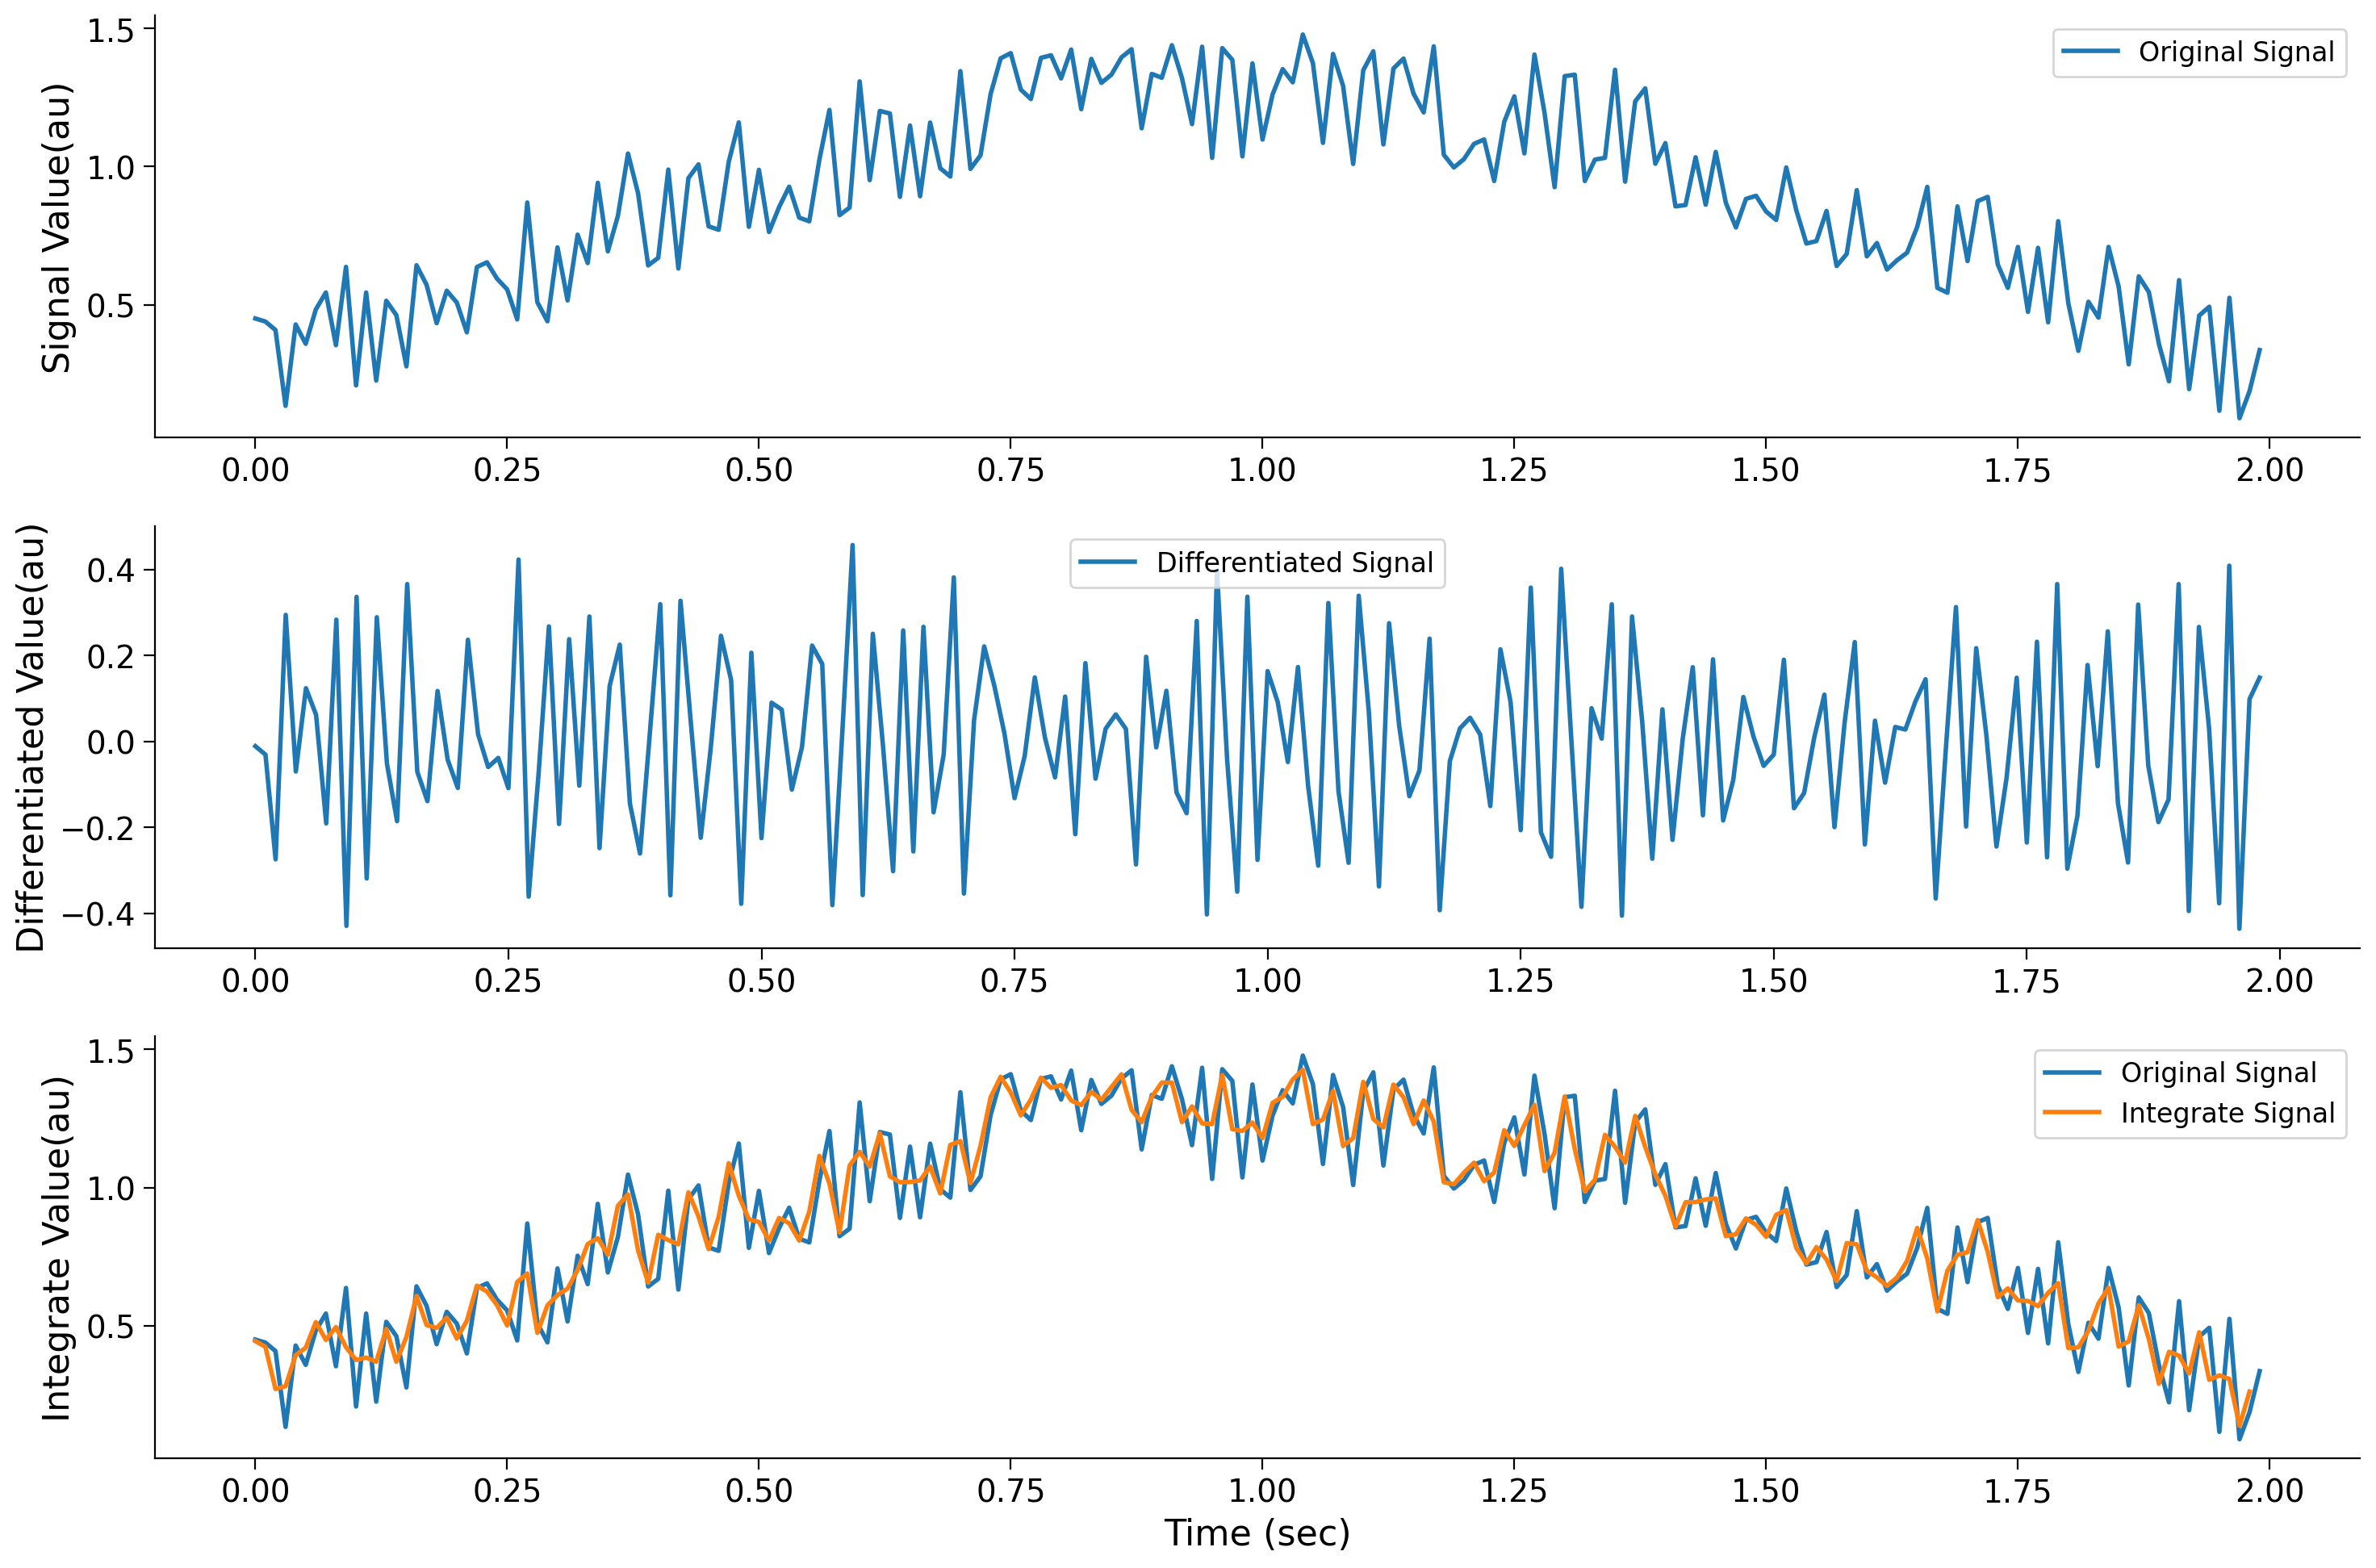 Signal Value(au)
1.5
1.0
0.5
Original Signal
0.00 0.25 0.50 0.75 1.00 1.25 1.50 1.75 2.00
Differentiated Value(au)
0.4
0.2
0.0
−0.2
−0.4
Differentiated Signal
0.00 0.25 0.50 0.75 1.00 1.25 1.50 1.75 2.00
Integrate Value(au)
1.5
1.0
0.5
Original Signal
Integrate Signal
0.00 0.25 0.50 0.75 1.00 1.25 1.50 1.75 2.00
Time (sec)